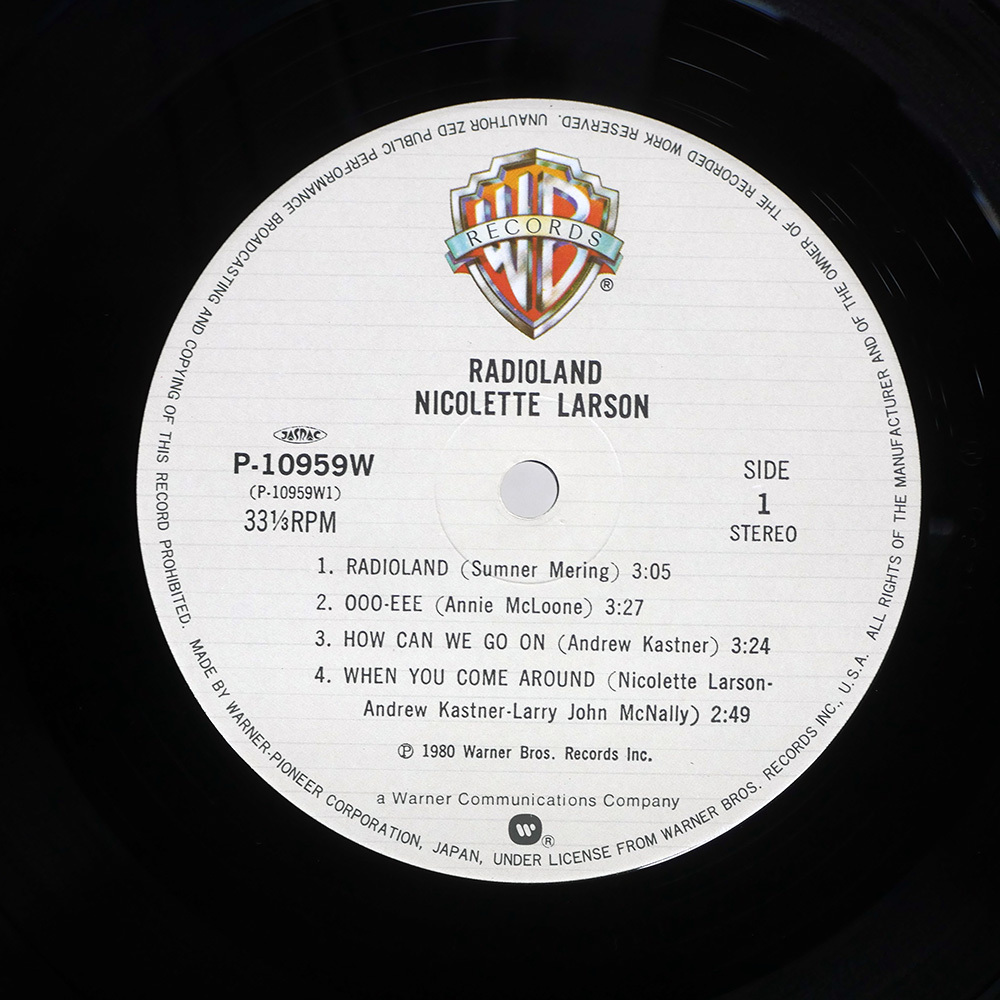 WB
RECORDS
®
RADIOLAND
NICOLETTE LARSON
JASRAC
P-10959W
(P-10959W1)
33⅓RPM
SIDE
1
STEREO
1. RADIOLAND (Sumner Mering) 3:05
2. OOO-EEE (Annie McLoone) 3:27
3. HOW CAN WE GO ON (Andrew Kastner) 3:24
4. WHEN YOU COME AROUND (Nicolette Larson-
Andrew Kastner-Larry John McNally) 2:49
℗ 1980 Warner Bros. Records Inc.
a Warner Communications Company
®
MADE BY WARNER-PIONEER CORPORATION, JAPAN, UNDER LICENSE FROM WARNER BROS. RECORDS INC., U.S.A. ALL RIGHTS OF THE MANUFACTURER AND OF THE OWNER OF THE RECORDED WORK RESERVED. UNAUTHOR ZED PUBLIC PERFORMANCE BROADCASTING AND COPYING OF THIS RECORD PROHIBITED.